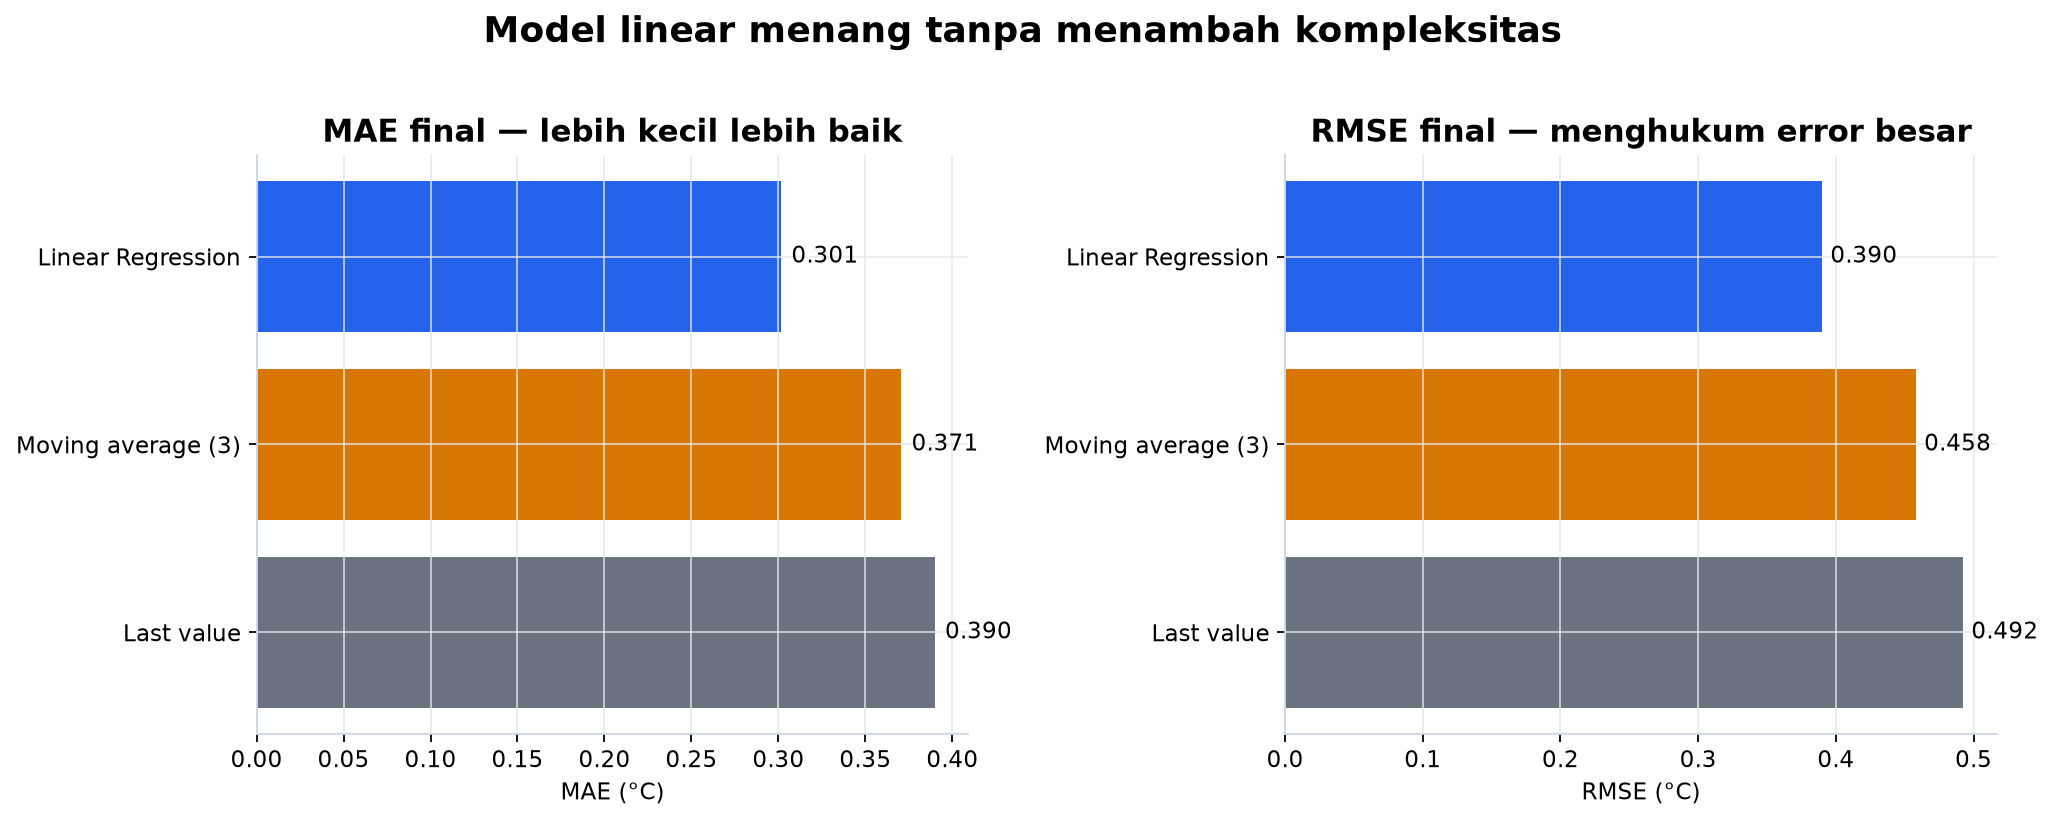 Model linear menang tanpa menambah kompleksitas
MAE final — lebih kecil lebih baik
Linear Regression
0.301
Moving average (3)
0.371
Last value
0.390
0.00 0.05 0.10 0.15 0.20 0.25 0.30 0.35 0.40
MAE (°C)
RMSE final — menghukum error besar
Linear Regression
0.390
Moving average (3)
0.458
Last value
0.492
0.0 0.1 0.2 0.3 0.4 0.5
RMSE (°C)